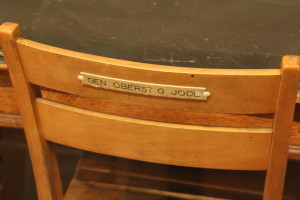 GEN. OBERST G. JODL